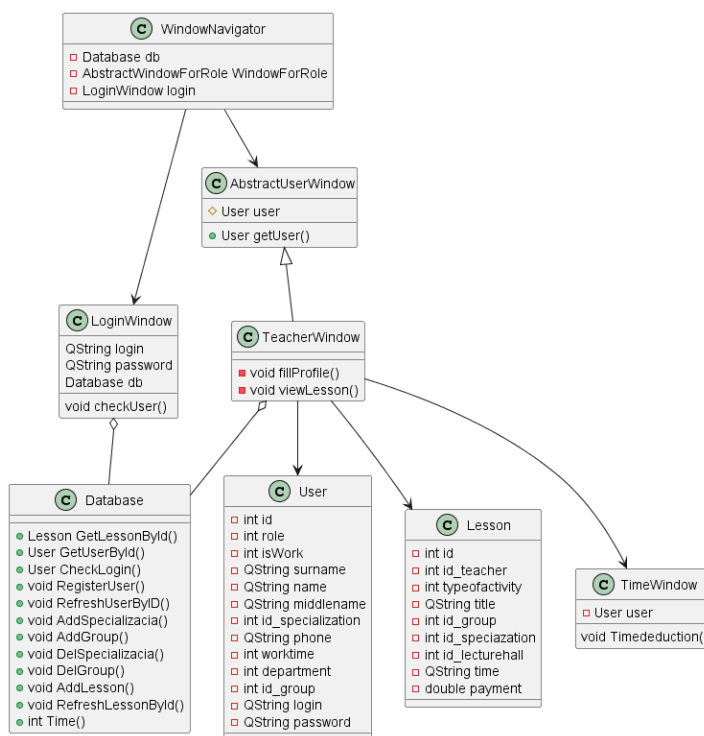 C WindowNavigator
Database db
AbstractWindowForRole WindowForRole
LoginWindow login
C AbstractUserWindow
User user
User getUser()
C LoginWindow
QString login
QString password
Database db
void checkUser()
C TeacherWindow
void fillProfile()
void viewLesson()
C Database
Lesson GetLessonById()
User GetUserById()
User CheckLogin()
void RegisterUser()
void RefreshUserByID()
void AddSpecializacia()
void AddGroup()
void DelSpecializacia()
void DelGroup()
void AddLesson()
void RefreshLessonById()
int Time()
C User
int id
int role
int isWork
QString surname
QString name
QString middlename
int id_specialization
QString phone
int worktime
int department
int id_group
QString login
QString password
C Lesson
int id
int id_teacher
int typeofactivity
QString title
int id_group
int id_speciazation
int id_lecturehall
QString time
double payment
C TimeWindow
User user
void Timededuction(